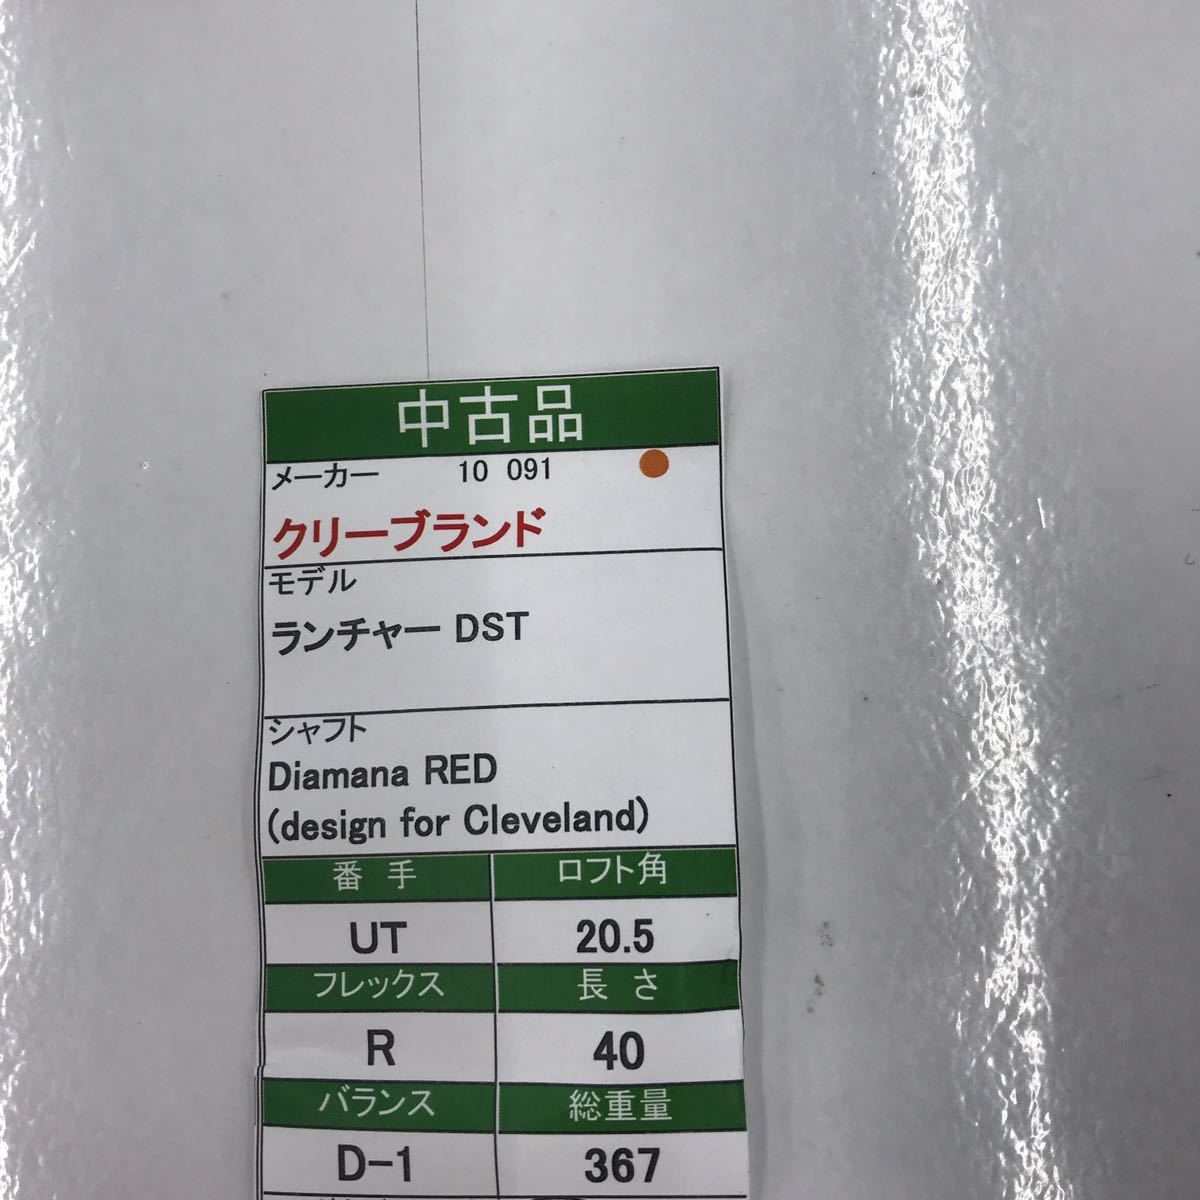 中古品
メーカー 10 091
クリーブランド
モデル
ランチャー DST
シャフト
Diamana RED
(design for Cleveland)
番 手 ロフト角
UT 20.5
フレックス 長 さ
R 40
バランス 総重量
D-1 367